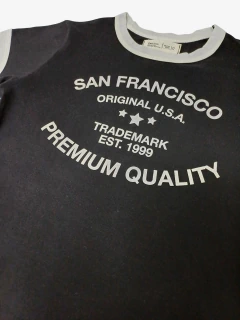 SAN FRANCISCO
ORIGINAL U.S.A.
TRADEMARK
EST. 1999
PREMIUM QUALITY